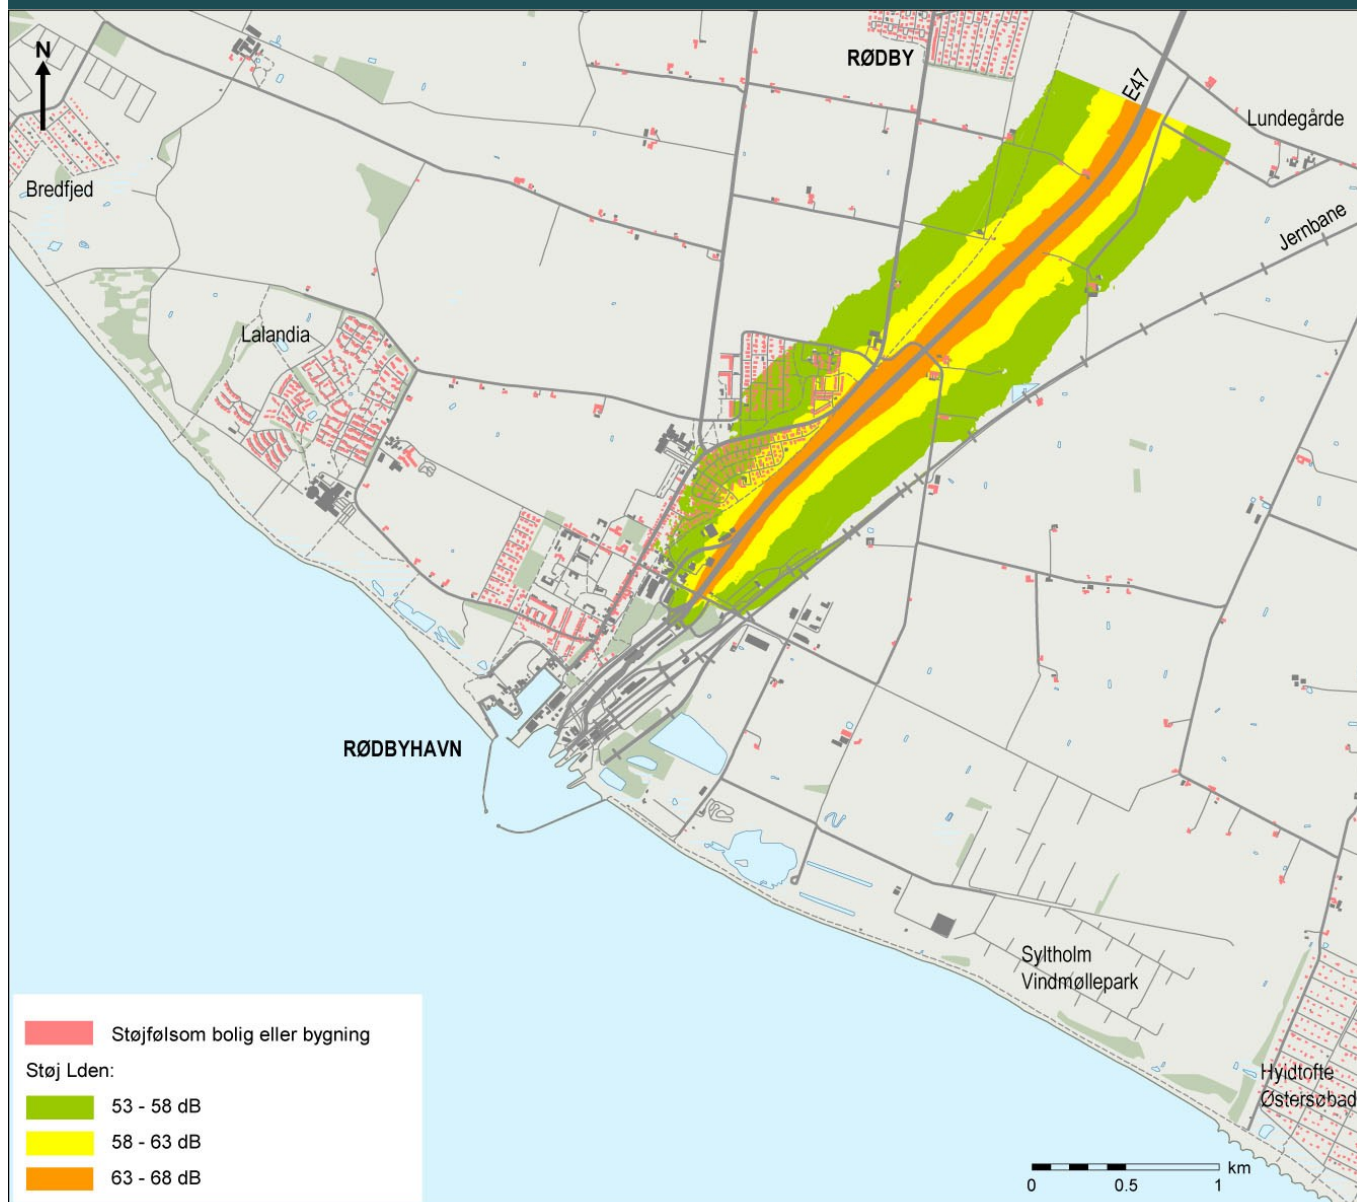 N
RØDBY
E47
Lundegårde
Bredfjed
Jernbane
Lalandia
RØDBYHAVN
Syltholm
Vindmøllepark
Hyldtofte
Østersøbad
Støjfølsom bolig eller bygning
Støj Lden:
53 - 58 dB
58 - 63 dB
63 - 68 dB
km
0 0.5 1